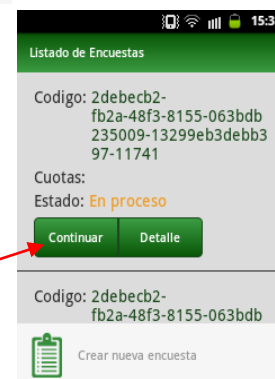 15:3
Listado de Encuestas
Codigo: 2debecb2-
fb2a-48f3-8155-063bdb
235009-13299eb3debb3
97-11741
Cuotas:
Estado: En proceso
Continuar Detalle
Codigo: 2debecb2-
fb2a-48f3-8155-063bdb
Crear nueva encuesta